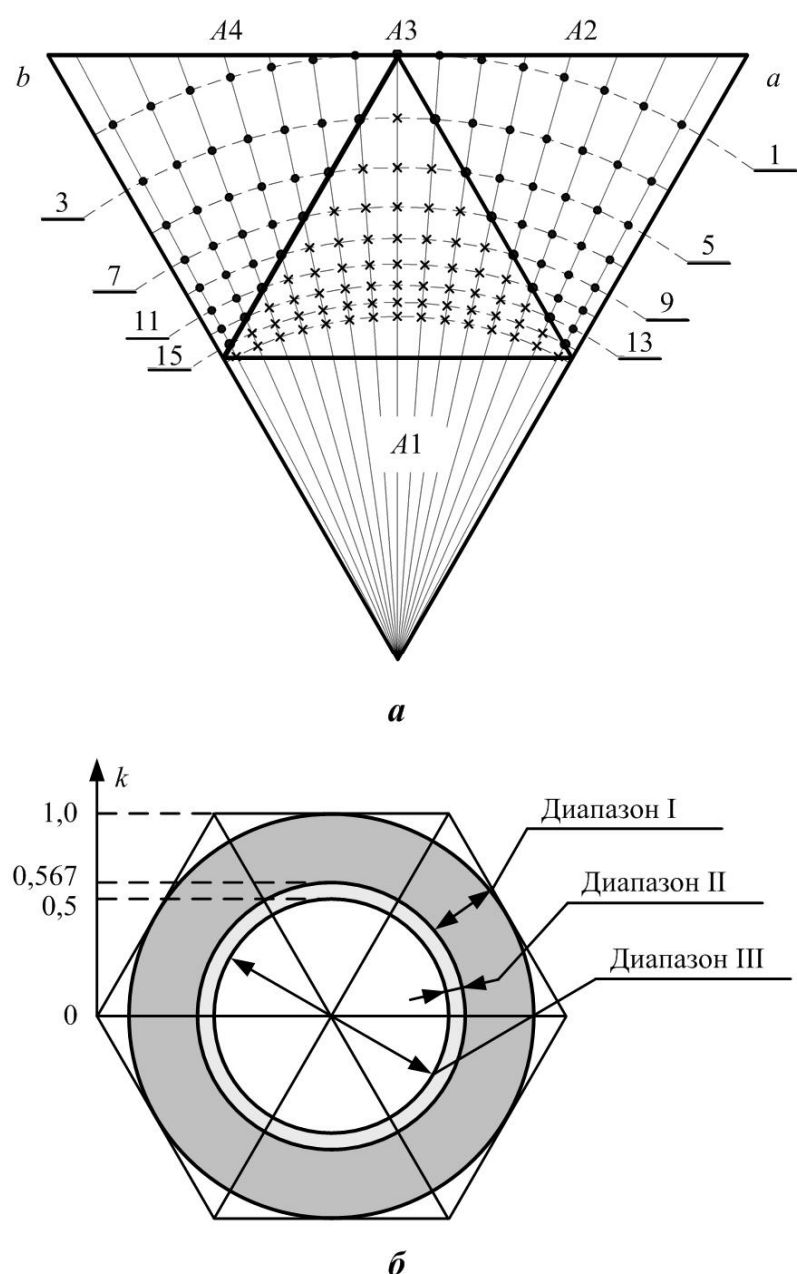 A4 A3 A2
b a
1
3 5
7 9
11 13
15
A1
а
k
1,0 Диапазон I
0,567 Диапазон II
0,5
Диапазон III
0
б